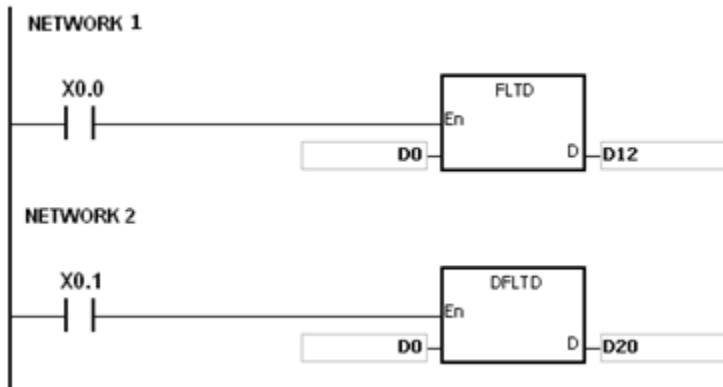 NETWORK 1
X0.0
FLTD
En
D0 D D12
NETWORK 2
X0.1
DFLTD
En
D0 D D20